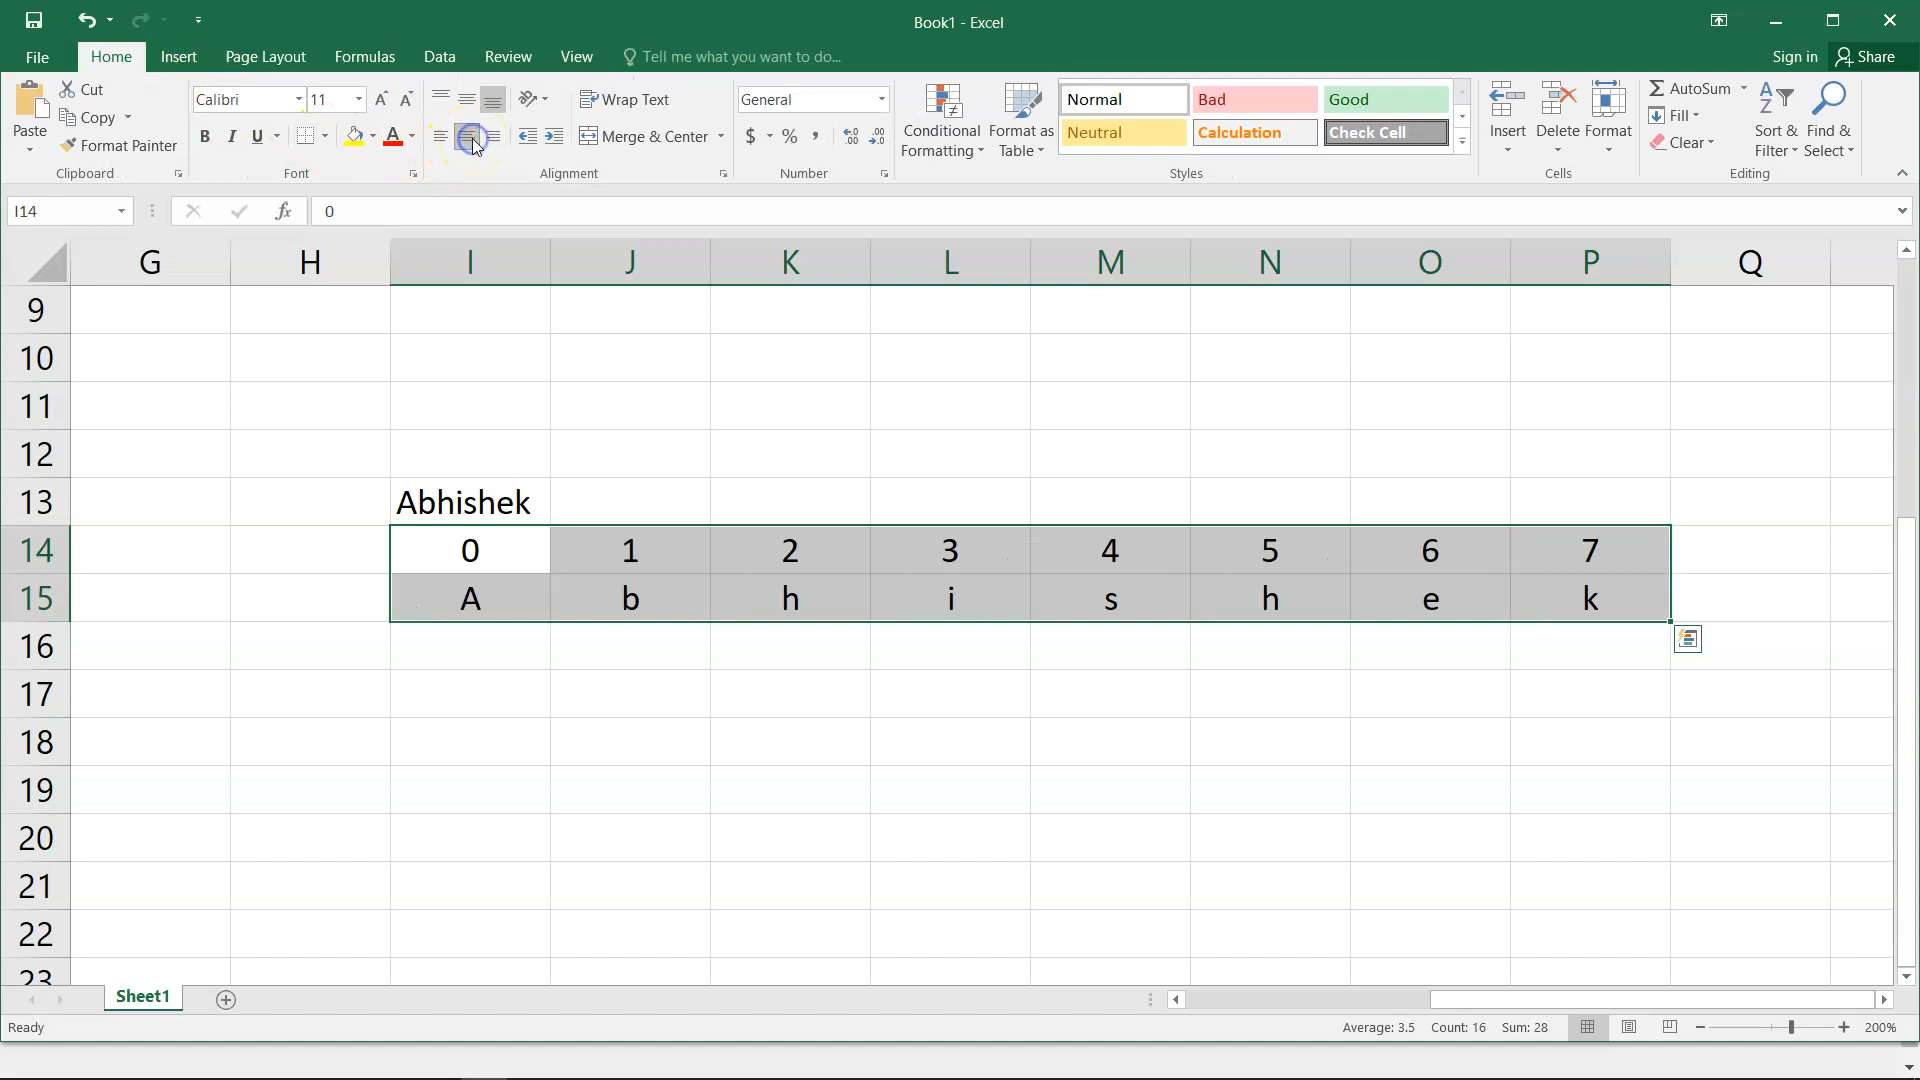 Book1 - Excel
File Home Insert Page Layout Formulas Data Review View Tell me what you want to do... Sign in Share
Paste
Cut
Copy
Format Painter
Clipboard
Calibri 11
B I U
Font
Wrap Text
Merge & Center
Alignment
General
$ % ,
Number
Conditional Formatting
Format as Table
Normal Bad Good
Neutral Calculation Check Cell
Styles
Insert Delete Format
Cells
AutoSum
Fill
Clear
Sort & Filter
Find & Select
Editing
I14 fx 0
G H I J K L M N O P Q
9
10
11
12
13 Abhishek
14 0 1 2 3 4 5 6 7
15 A b h i s h e k
16
17
18
19
20
21
22
23
Sheet1
Ready Average: 3.5 Count: 16 Sum: 28 200%